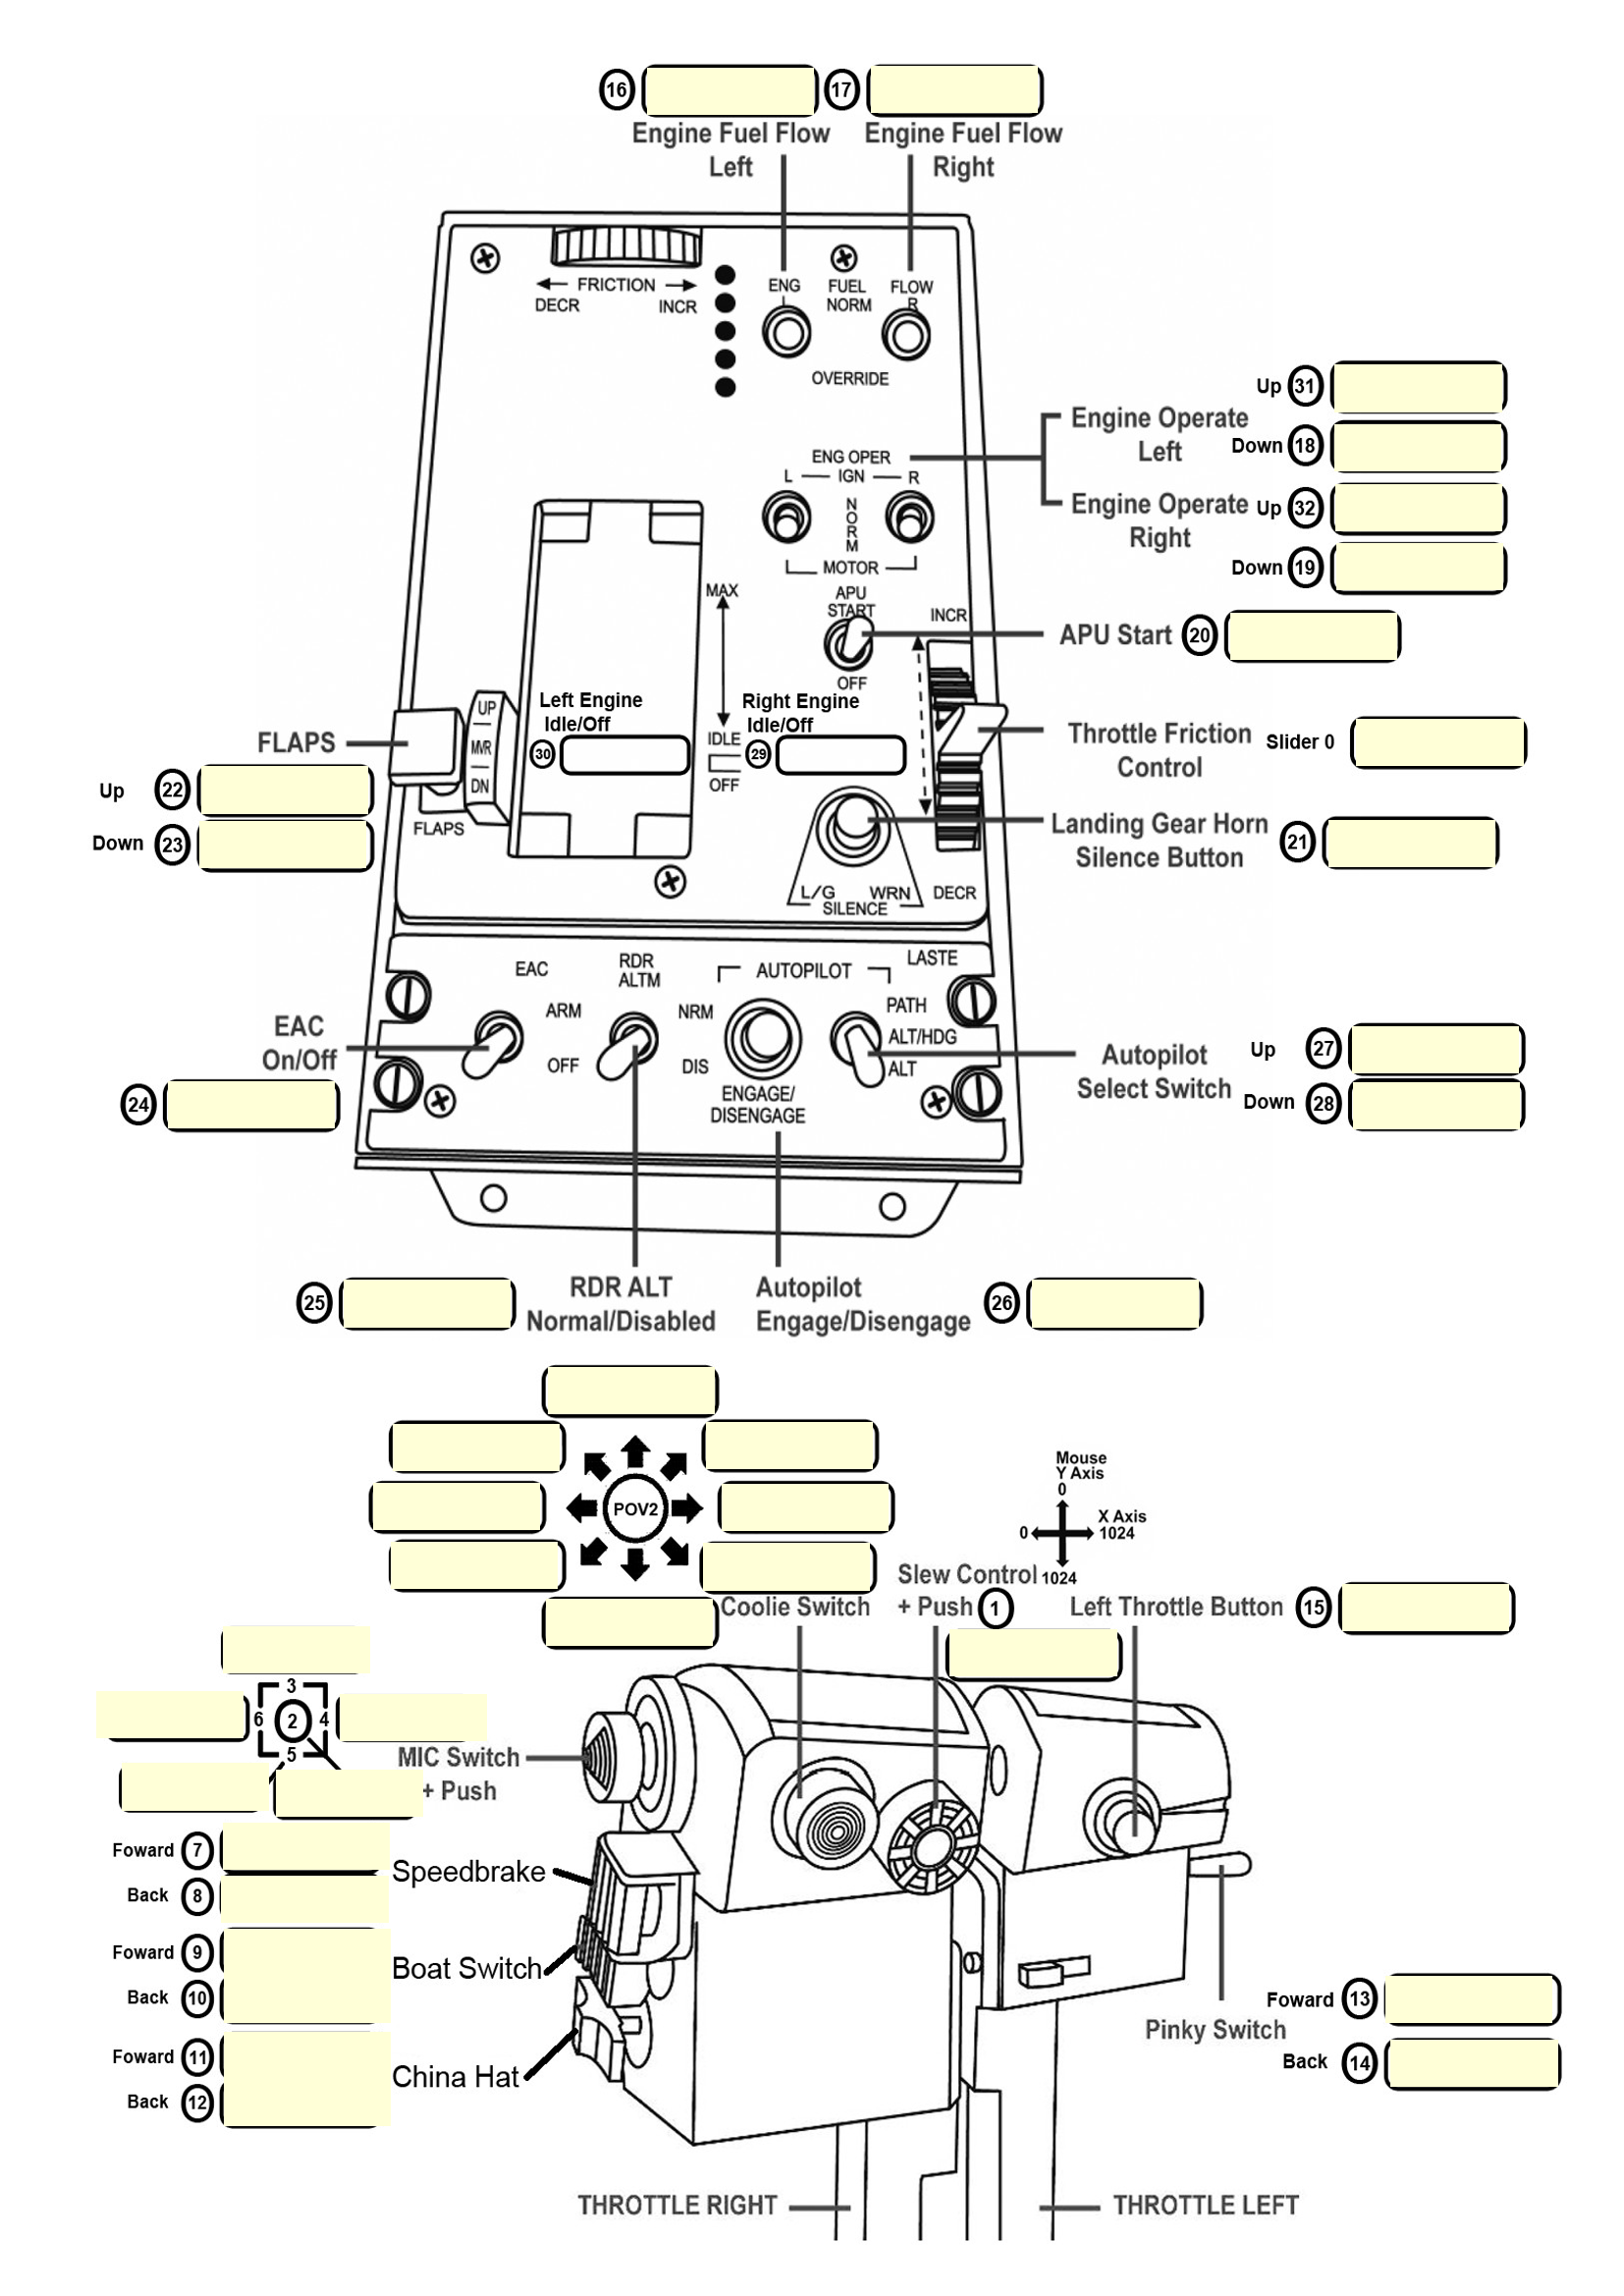 16 17
Engine Fuel Flow Engine Fuel Flow
Left Right
FRICTION
DECR INCR
ENG FUEL FLOW
L NORM R
OVERRIDE
Up 31
Engine Operate
Left
Down 18
ENG OPER
L IGN R
NORM
MOTOR
Engine Operate
Right
Up 32
Down 19
MAX
APU
START
INCR
APU Start 20
OFF
Left Engine
Idle/Off
30
Right Engine
Idle/Off
29
IDLE
OFF
FLAPS
UP
MVR
DN
FLAPS
Up 22
Down 23
Throttle Friction
Control
Slider 0
Landing Gear Horn
Silence Button
21
L/G WRN
SILENCE
DECR
EAC
RDR
ALTM
AUTOPILOT
LASTE
ARM
NRM
PATH
ALT/HDG
OFF
DIS
ALT
ENGAGE/
DISENGAGE
EAC
On/Off
24
Autopilot
Select Switch
Up 27
Down 28
25
RDR ALT
Normal/Disabled
Autopilot
Engage/Disengage
26
POV2
Mouse
Y Axis
0
X Axis
0 1024
1024
Coolie Switch
Slew Control
+ Push 1
Left Throttle Button 15
3
6 2 4
5
MIC Switch
+ Push
Foward 7
Back 8
Speedbrake
Foward 9
Back 10
Boat Switch
Foward 11
Back 12
China Hat
Pinky Switch
Foward 13
Back 14
THROTTLE RIGHT
THROTTLE LEFT